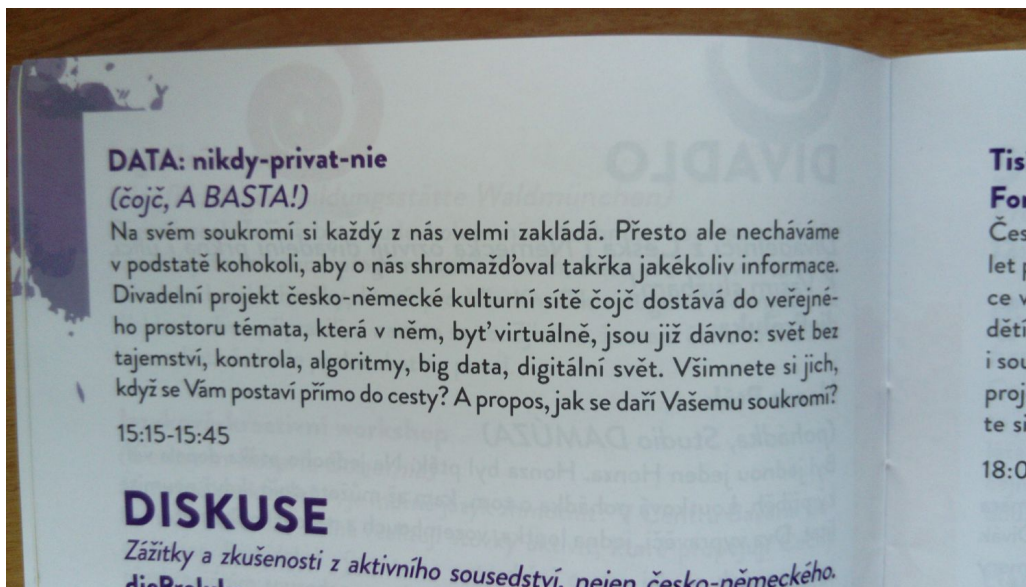 DATA: nikdy-privat-nie
(čojč, A BASTA!)
Na svém soukromí si každý z nás velmi zakládá. Přesto ale necháváme
v podstatě kohokoli, aby o nás shromažďoval takřka jakékoliv informace.
Divadelní projekt česko-německé kulturní sítě čojč dostává do veřejné-
ho prostoru témata, která v něm, byť virtuálně, jsou již dávno: svět bez
tajemství, kontrola, algoritmy, big data, digitální svět. Všimnete si jich,
když se Vám postaví přímo do cesty? A propos, jak se daří Vašemu soukromí?
15:15-15:45
DISKUSE
Zážitky a zkušenosti z aktivního sousedství, nejen česko-německého.
Tis
For
Čes
let p
ce v
dětí
i sou
proj
te si
18:0